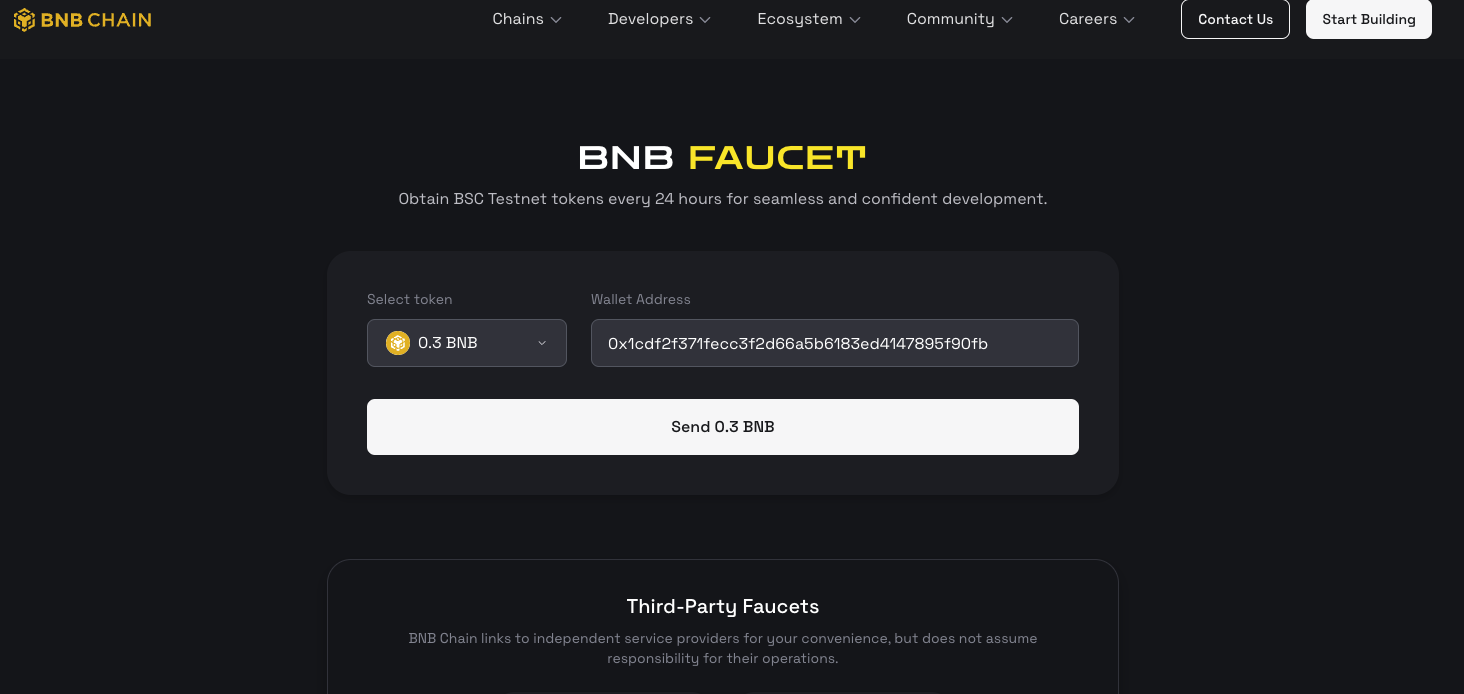 BNB CHAIN
Chains Developers Ecosystem Community Careers Contact Us Start Building
BNB FAUCET
Obtain BSC Testnet tokens every 24 hours for seamless and confident development.
Select token Wallet Address
0.3 BNB 0x1cdf2f371fecc3f2d66a5b6183ed4147895f90fb
Send 0.3 BNB
Third-Party Faucets
BNB Chain links to independent service providers for your convenience, but does not assume
responsibility for their operations.